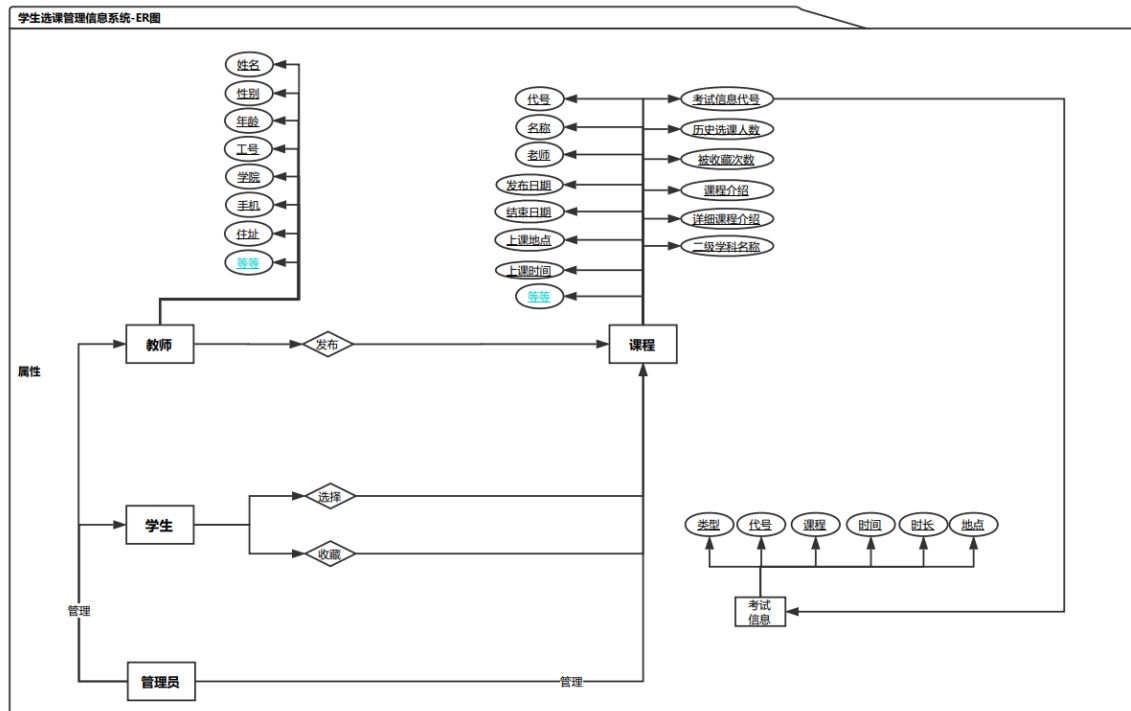 学生选课管理信息系统-ER图
姓名
性别
年龄
工号
学院
手机
住址
等等
代号
名称
老师
发布日期
结束日期
上课地点
上课时间
等等
考试信息代号
历史选课人数
被收藏次数
课程介绍
详细课程介绍
二级学科名称
教师
发布
课程
属性
学生
选择
收藏
类型
代号
课程
时间
时长
地点
考试
信息
管理
管理员
管理